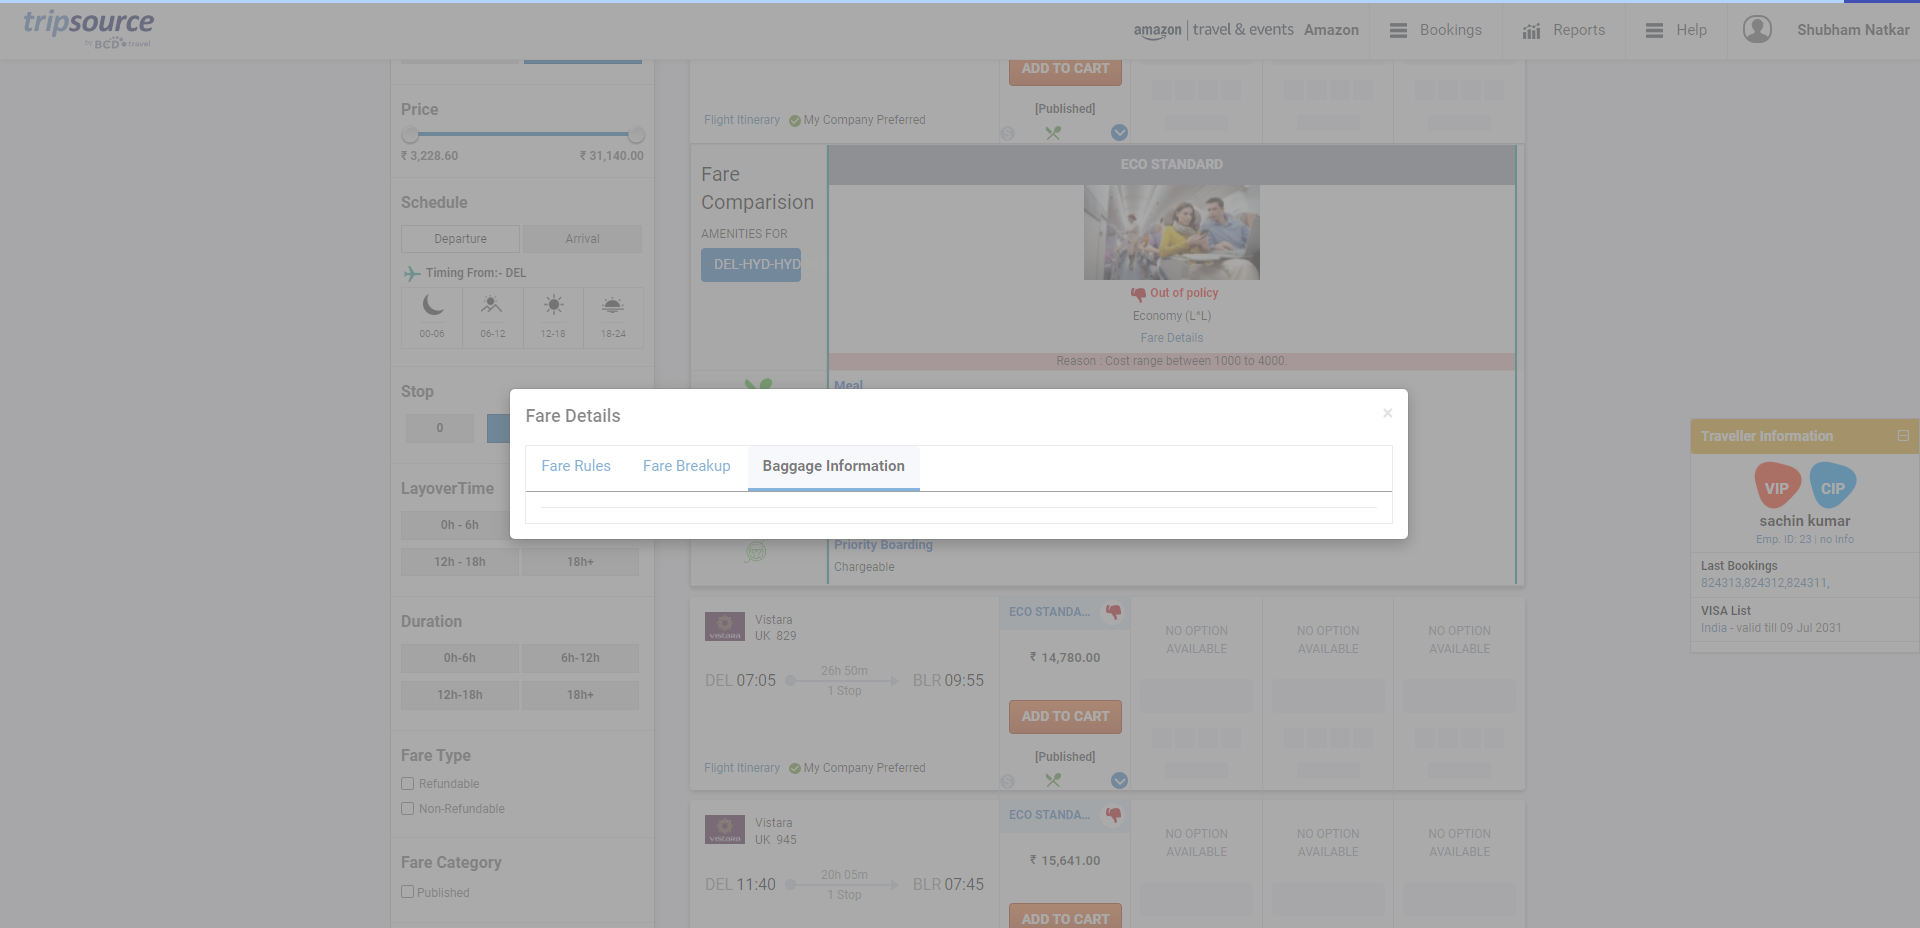 tripsource
by BCD travel
amazon travel & events Amazon
Bookings
Reports
Help
Shubham Natkar
Price
₹ 3,228.60
₹ 31,140.00
Schedule
Departure
Arrival
Timing From:- DEL
00-06
06-12
12-18
18-24
Stop
0
LayoverTime
0h - 6h
12h - 18h
18h+
Duration
0h-6h
6h-12h
12h-18h
18h+
Fare Type
Refundable
Non-Refundable
Fare Category
Published
ADD TO CART
[Published]
Flight Itinerary
My Company Preferred
Fare
Comparision
AMENITIES FOR
DEL-HYD-HYD
ECO STANDARD
Out of policy
Economy (L*L)
Fare Details
Reason : Cost range between 1000 to 4000.
Meal
Fare Details
×
Fare Rules
Fare Breakup
Baggage Information
Priority Boarding
Chargeable
VISTARA
Vistara
UK 829
DEL 07:05
26h 50m
1 Stop
BLR 09:55
Flight Itinerary
My Company Preferred
ECO STANDA...
₹ 14,780.00
ADD TO CART
[Published]
NO OPTION
AVAILABLE
NO OPTION
AVAILABLE
NO OPTION
AVAILABLE
VISTARA
Vistara
UK 945
DEL 11:40
20h 05m
1 Stop
BLR 07:45
ECO STANDA...
₹ 15,641.00
ADD TO CART
NO OPTION
AVAILABLE
NO OPTION
AVAILABLE
NO OPTION
AVAILABLE
Traveller Information
VIP
CIP
sachin kumar
Emp. ID: 23 | no info
Last Bookings
824313,824312,824311,
VISA List
India - valid till 09 Jul 2031